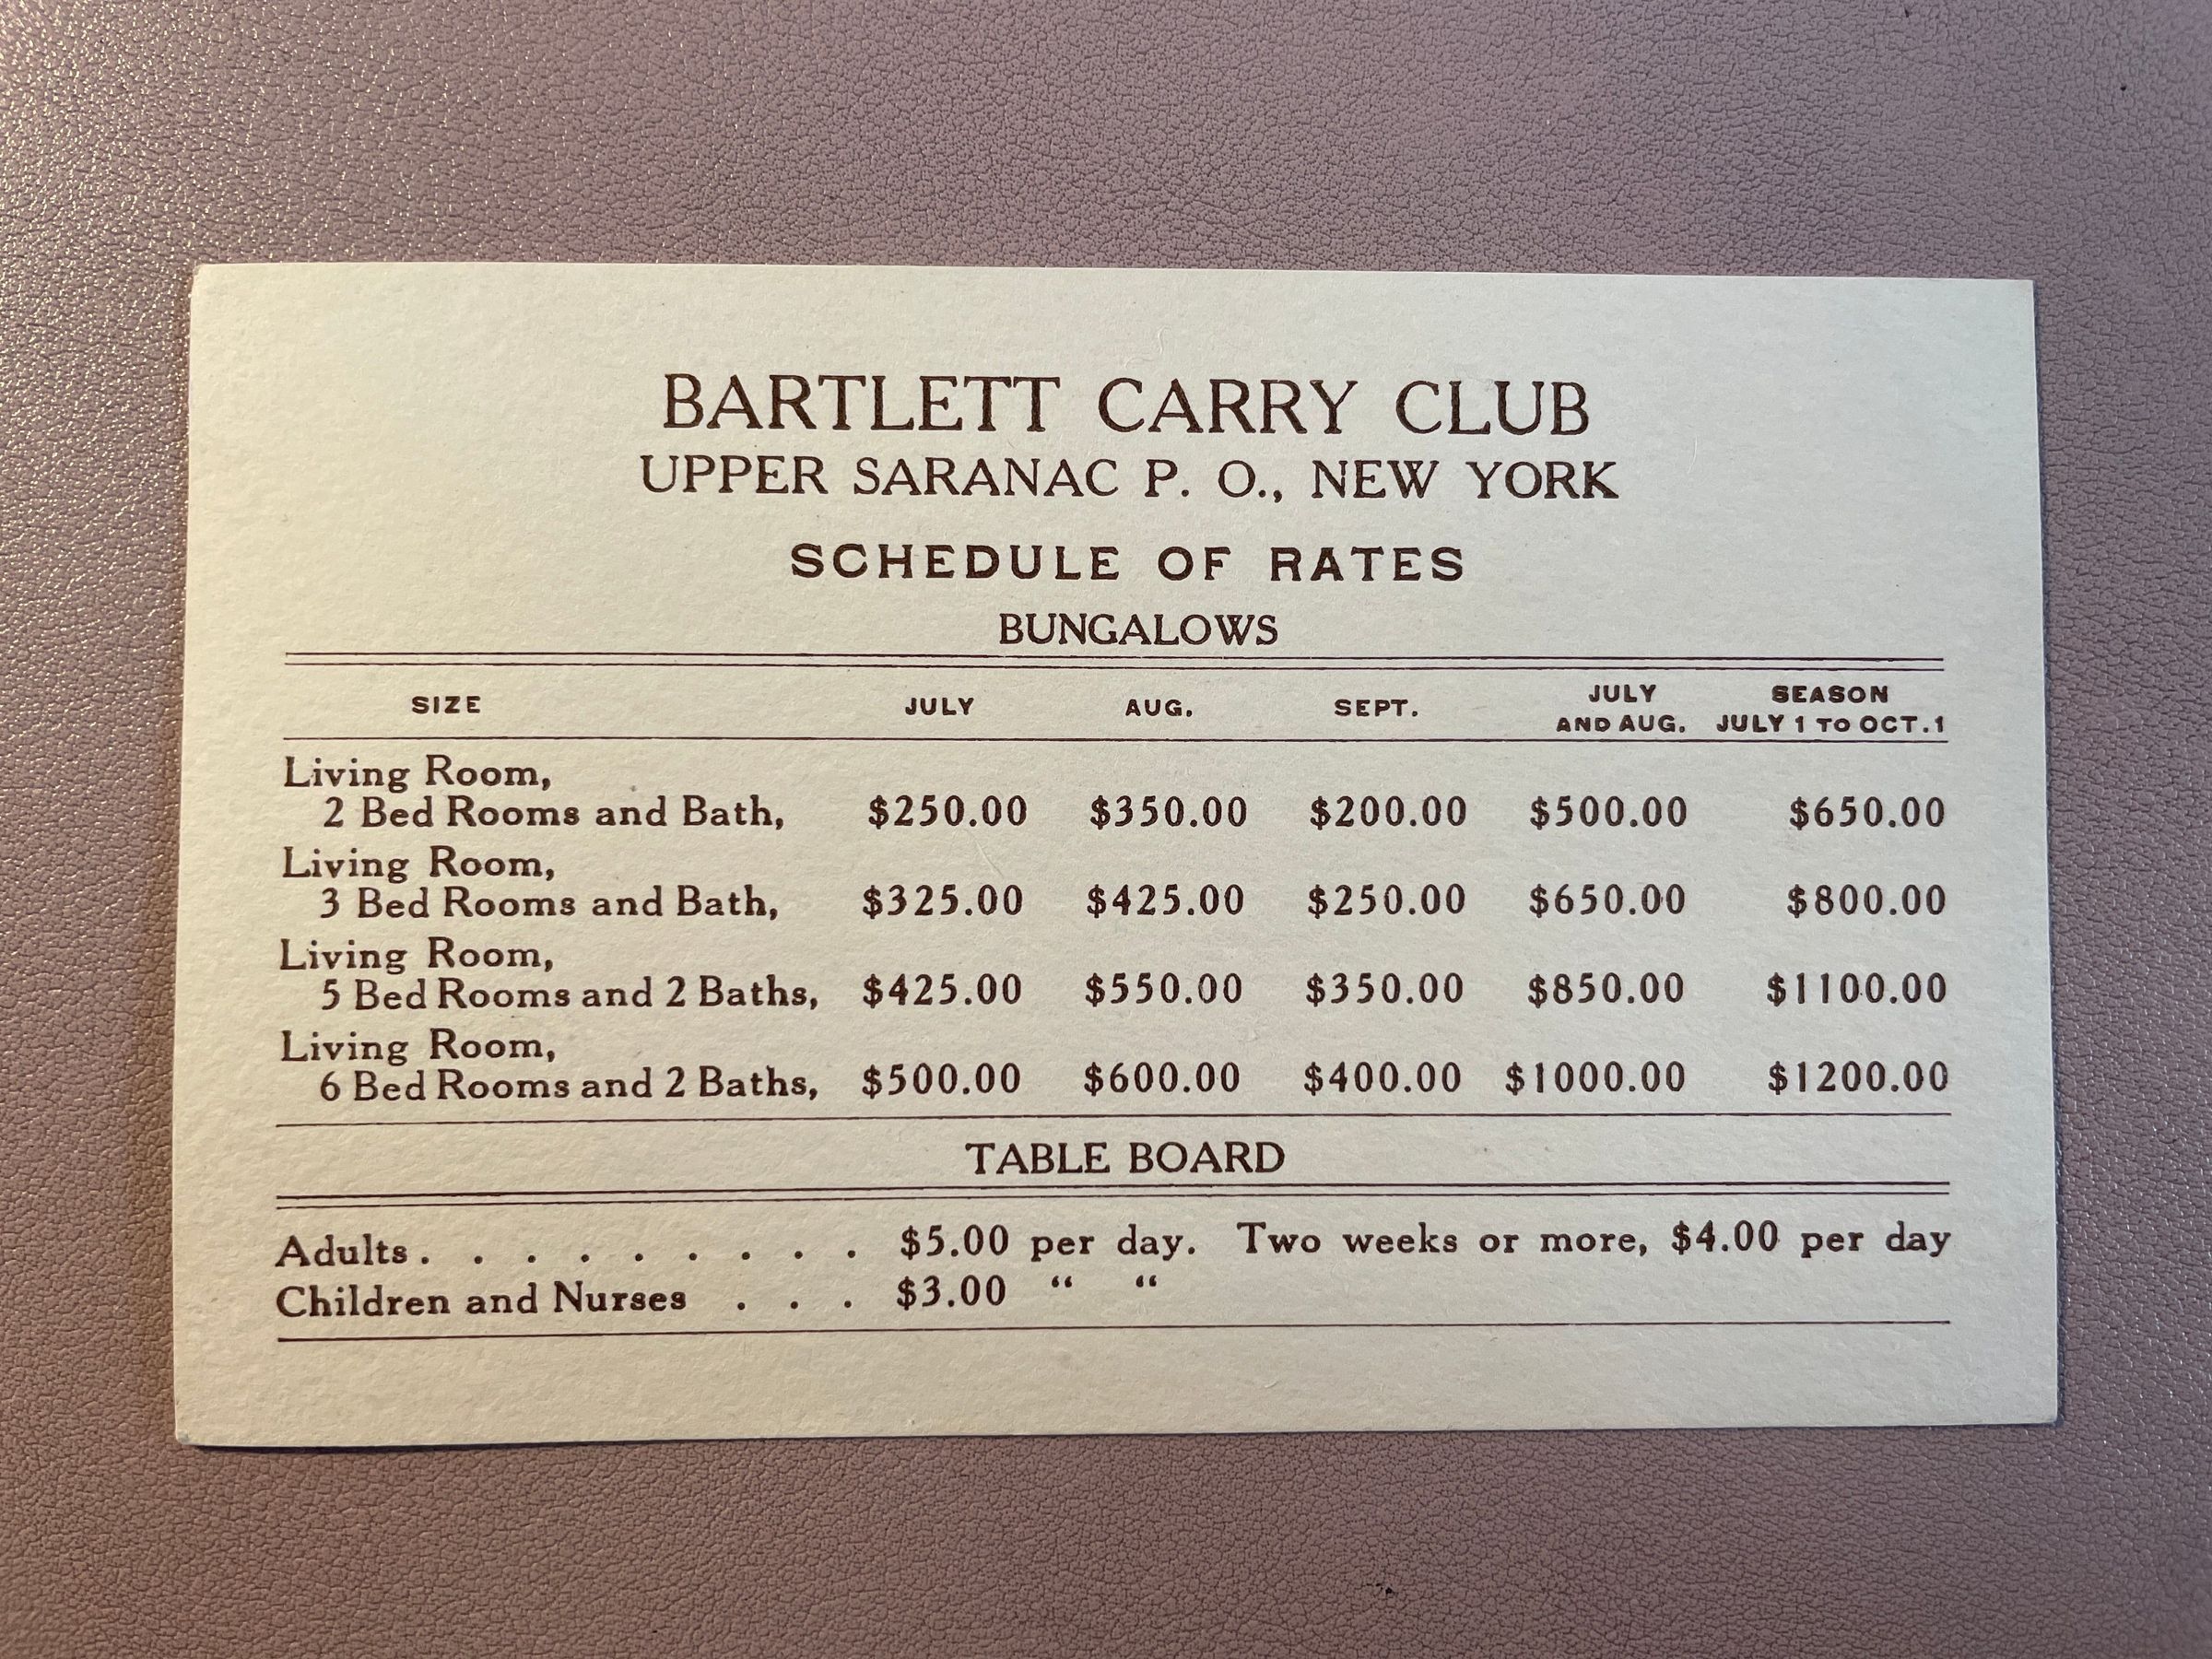 BARTLETT CARRY CLUB
UPPER SARANAC P. O., NEW YORK
SCHEDULE OF RATES
BUNGALOWS
SIZE JULY AUG. SEPT. JULY AND AUG. SEASON JULY 1 TO OCT. 1
Living Room,
2 Bed Rooms and Bath, $250.00 $350.00 $200.00 $500.00 $650.00
Living Room,
3 Bed Rooms and Bath, $325.00 $425.00 $250.00 $650.00 $800.00
Living Room,
5 Bed Rooms and 2 Baths, $425.00 $550.00 $350.00 $850.00 $1100.00
Living Room,
6 Bed Rooms and 2 Baths, $500.00 $600.00 $400.00 $1000.00 $1200.00
TABLE BOARD
Adults . . . . . . . . . $5.00 per day. Two weeks or more, $4.00 per day
Children and Nurses . . . $3.00 “ “